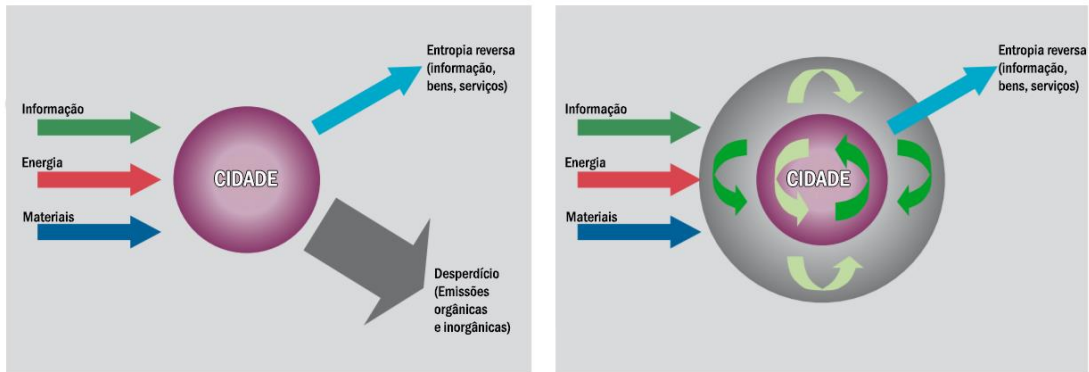 Entropia reversa
(informação,
bens, serviços)
Informação
Energia
Materiais
CIDADE
Desperdício
(Emissões
orgânicas
e inorgânicas)
Entropia reversa
(informação,
bens, serviços)
Informação
Energia
Materiais
CIDADE